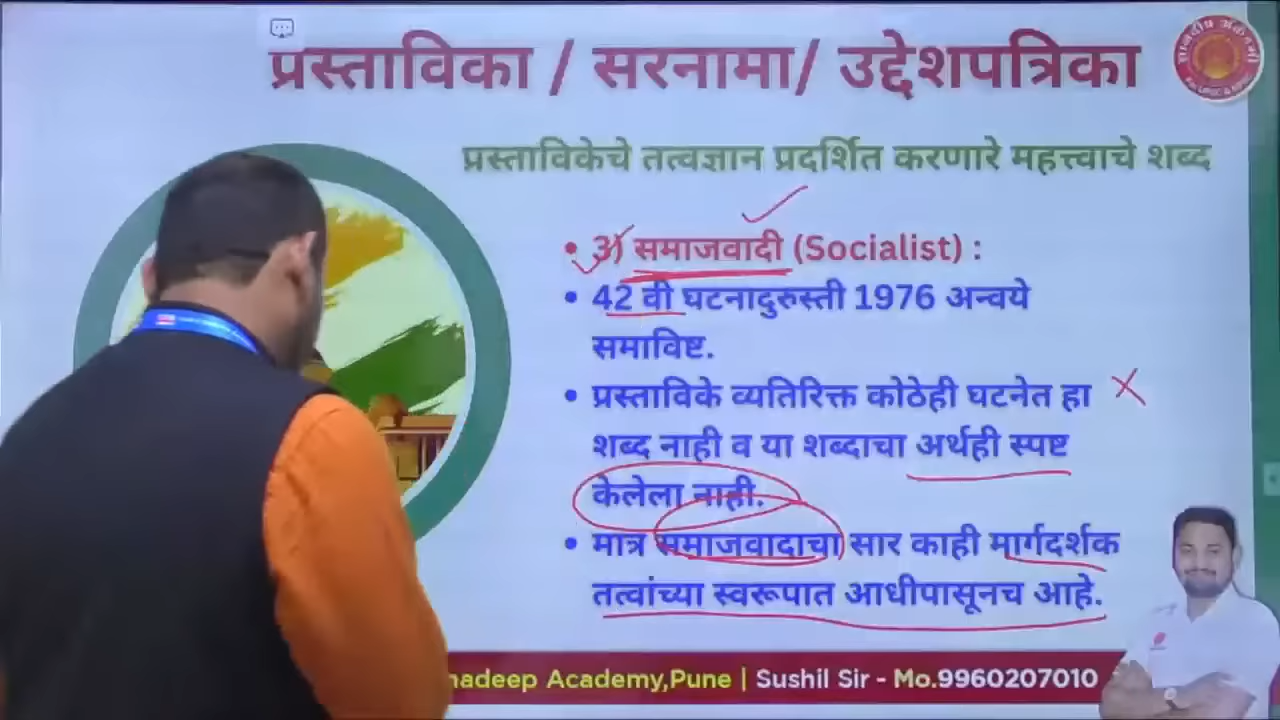 प्रस्ताविका / सरनामा/ उद्देशपत्रिका
प्रस्ताविकेचे तत्वज्ञान प्रदर्शित करणारे महत्त्वाचे शब्द
• 3) समाजवादी (Socialist) :
• 42 वी घटनादुरुस्ती 1976 अन्वये
समाविष्ट.
• प्रस्ताविके व्यतिरिक्त कोठेही घटनेत हा
शब्द नाही व या शब्दाचा अर्थही स्पष्ट
केलेला नाही.
• मात्र समाजवादाचा सार काही मार्गदर्शक
तत्वांच्या स्वरूपात आधीपासूनच आहे.
Academy,Pune | Sushil Sir - Mo.9960207010